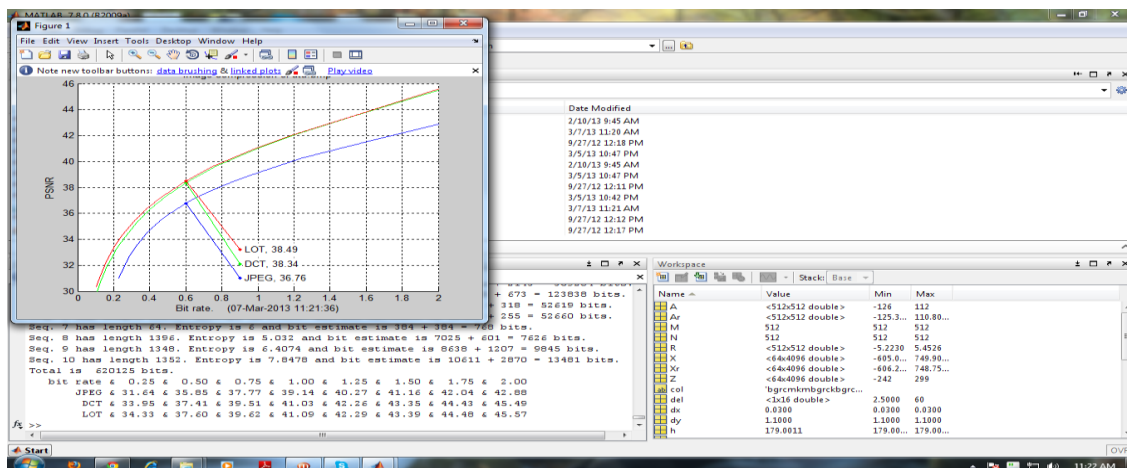 MATLAB 7.8.0 (R2009a)
Figure 1
File Edit View Insert Tools Desktop Window Help
Note new toolbar buttons: data brushing & linked plots Play video
46
44
42
40
38
36
34
32
30
PSNR
0 0.2 0.4 0.6 0.8 1 1.2 1.4 1.6 1.8 2
LOT, 38.49
DCT, 38.34
JPEG, 36.76
Bit rate. (07-Mar-2013 11:21:36)
Date Modified
2/10/13 9:45 AM
3/7/13 11:20 AM
9/27/12 12:18 PM
3/5/13 10:47 PM
2/10/13 9:45 AM
3/5/13 10:47 PM
9/27/12 12:11 PM
3/5/13 10:42 PM
3/7/13 11:21 AM
9/27/12 12:12 PM
9/27/12 12:17 PM
+ 673 = 123838 bits.
+ 318 = 52619 bits.
+ 255 = 52660 bits.
Seq. 7 has length 64. Entropy is 6 and bit estimate is 384 + 384 = 768 bits.
Seq. 8 has length 1396. Entropy is 5.032 and bit estimate is 7025 + 601 = 7626 bits.
Seq. 9 has length 1348. Entropy is 6.4074 and bit estimate is 8638 + 1207 = 9845 bits.
Seq. 10 has length 1352. Entropy is 7.8478 and bit estimate is 10611 + 2870 = 13481 bits.
Total is 620125 bits.
bit rate & 0.25 & 0.50 & 0.75 & 1.00 & 1.25 & 1.50 & 1.75 & 2.00
JPEG & 31.64 & 35.85 & 37.77 & 39.14 & 40.27 & 41.16 & 42.04 & 42.88
DCT & 33.95 & 37.41 & 39.51 & 41.03 & 42.26 & 43.35 & 44.43 & 45.49
LOT & 34.33 & 37.60 & 39.62 & 41.09 & 42.29 & 43.39 & 44.48 & 45.57
fx >>
Workspace
Stack: Base
Name Value Min Max
A <512x512 double> -126 112
Ar <512x512 double> -125.3... 110.80...
M 512 512 512
N 512 512 512
R <512x512 double> -5.2230 5.4526
X <64x4096 double> -605.0... 749.90...
Xr <64x4096 double> -606.2... 748.75...
Z <64x4096 double> -242 299
col 'bgrcmkmbgrckbgrc...
del <1x16 double> 2.5000 60
dx 0.0300 0.0300 0.0300
dy 1.1000 1.1000 1.1000
h 179.0011 179.00... 179.00...
Start
OVR
11:22 AM